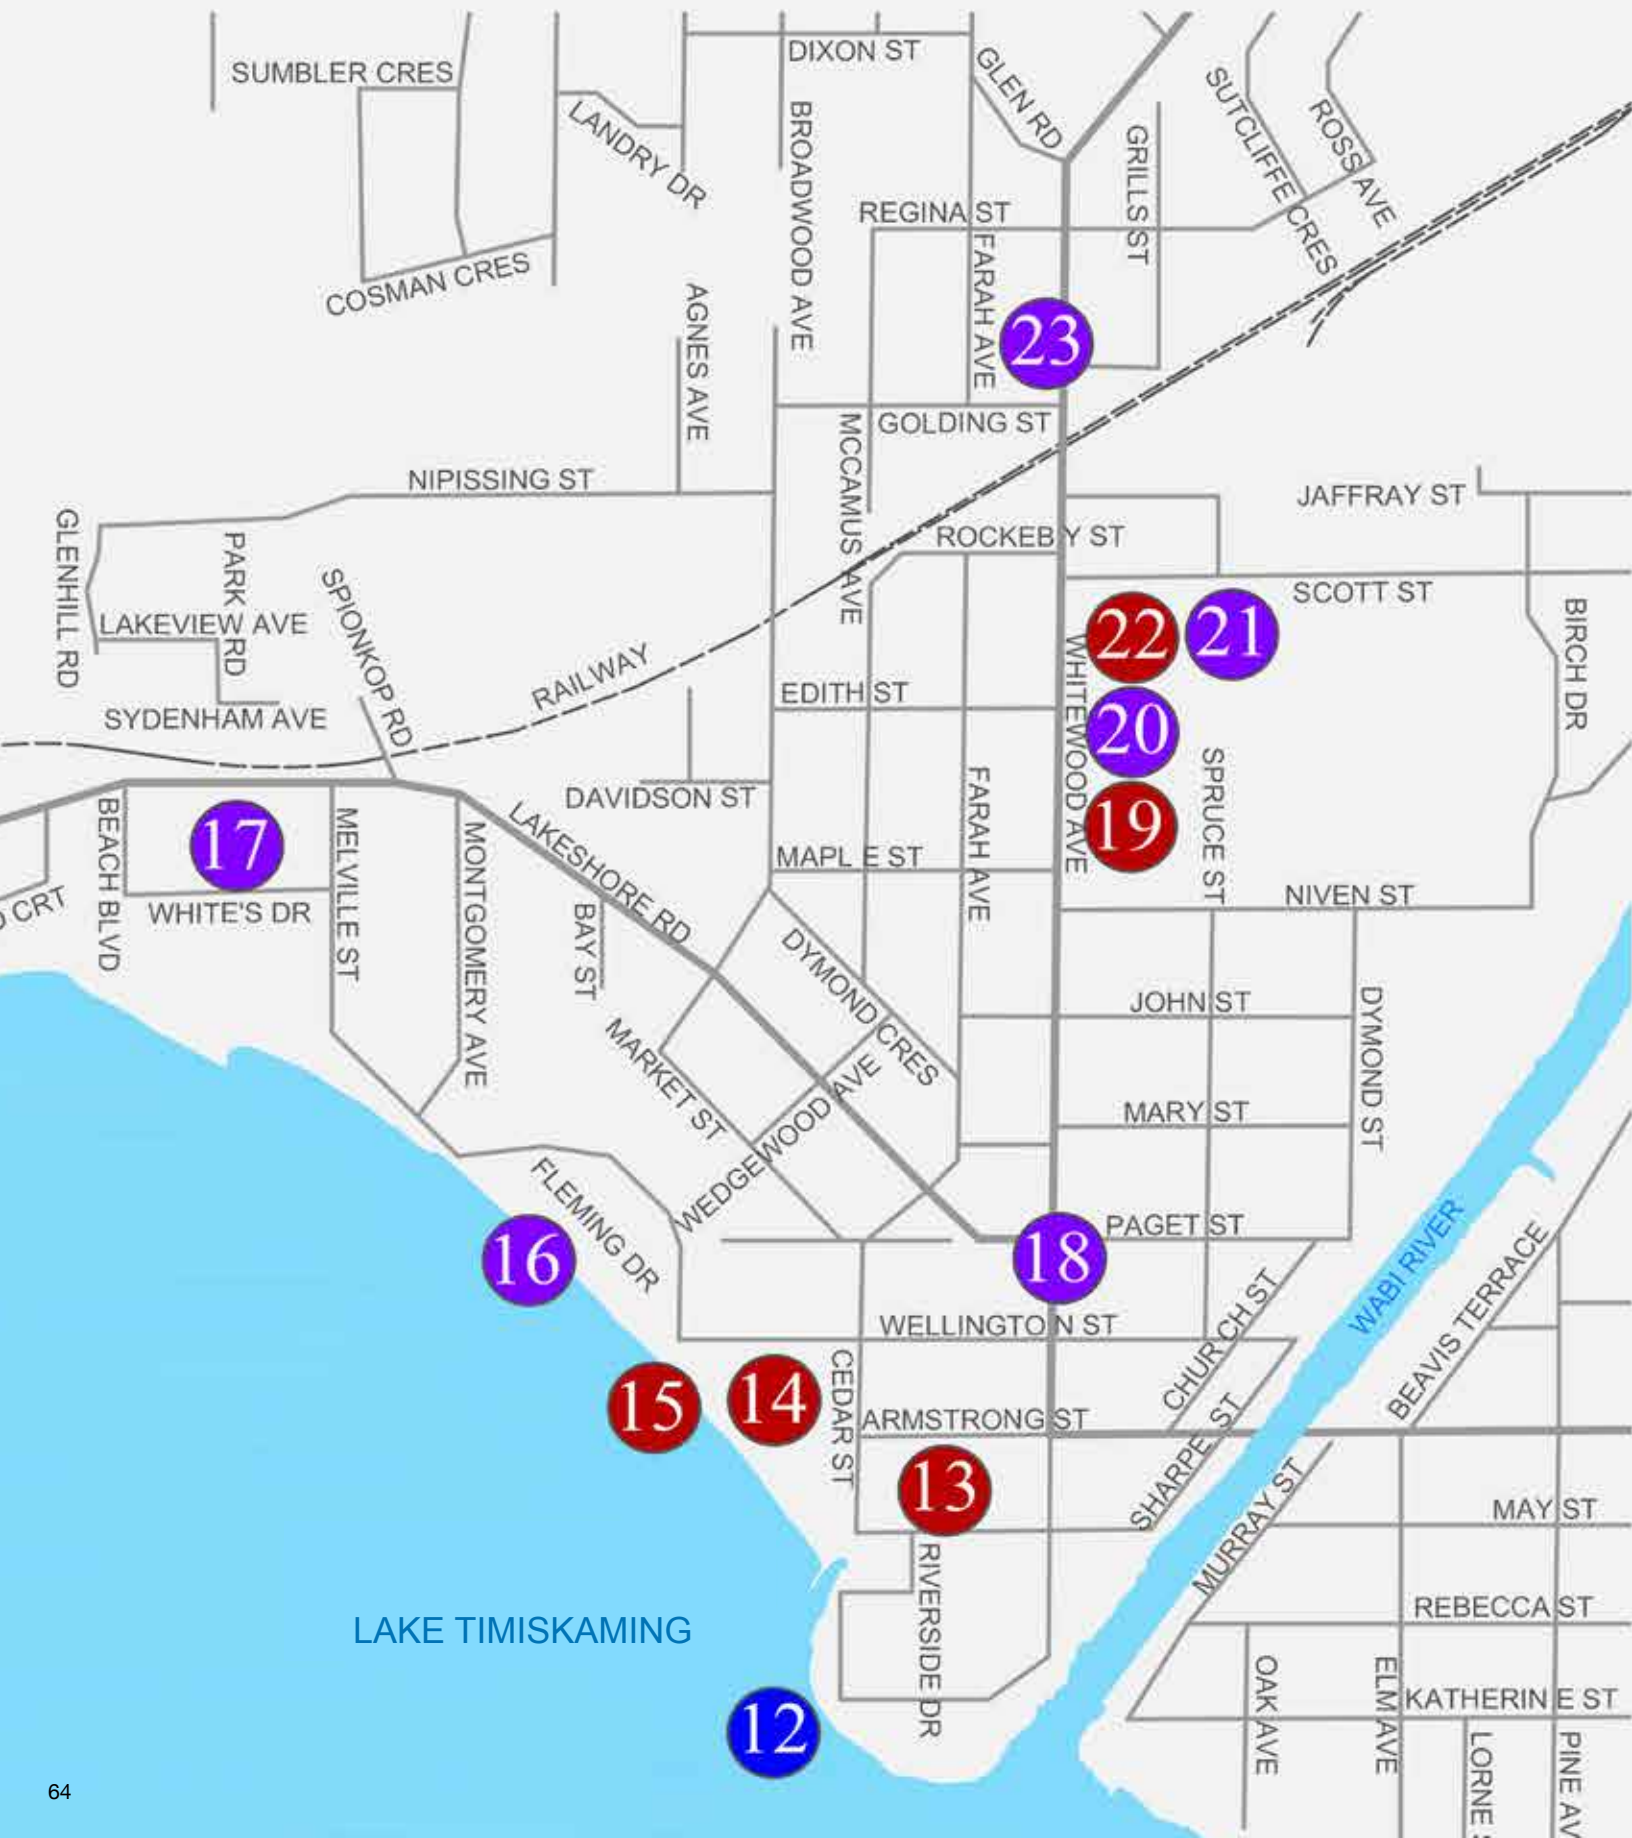 DIXON ST
SUMBLER CRES
GLEN RD
SUTCLIFFE CRES
ROSS AVE
LANDRY DR
BROADWOOD AVE
GRILLS ST
REGINA ST
FARAH AVE
COSMAN CRES
AGNES AVE
23
MCCAMUS AVE
GOLDING ST
NIPISSING ST
JAFFRAY ST
GLENHILL RD
PARK RD
ROCKEBY ST
SPIONKOP RD
SCOTT ST
22
21
BIRCH DR
LAKEVIEW AVE
WHITEWOOD AVE
RAILWAY
EDITH ST
SYDENHAM AVE
20
SPRUCE ST
FARAH AVE
DAVIDSON ST
BEACH BLVD
17
MELVILLE ST
MONTGOMERY AVE
LAKESHORE RD
19
MAPLE ST
CRT
WHITE'S DR
BAY ST
NIVEN ST
DYMOND CRES
JOHN ST
DYMOND ST
MARKET ST
WEDGEWOOD AVE
MARY ST
FLEMING DR
16
18
PAGET ST
WABI RIVER
BEAVIS TERRACE
CHURCH ST
WELLINGTON ST
15
14
CEDAR ST
ARMSTRONG ST
SHARPE ST
13
MURRAY ST
MAY ST
RIVERSIDE DR
REBECCA ST
LAKE TIMISKAMING
OAK AVE
ELM AVE
KATHERINE ST
12
LORNE
PINE AV
64